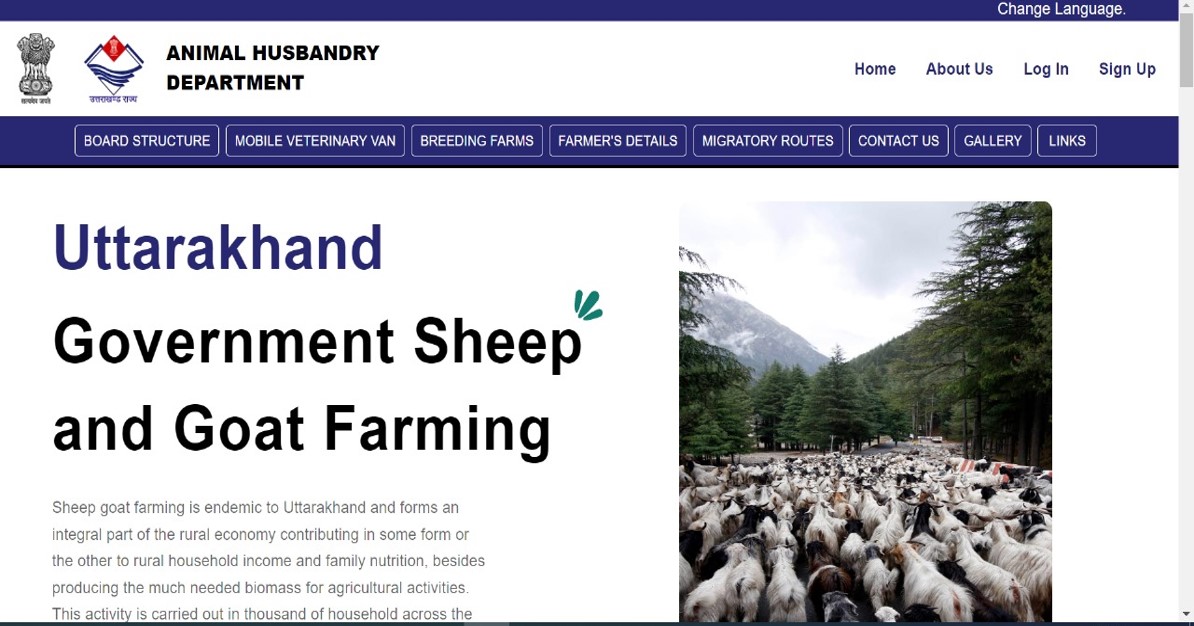 Change Language.
सत्यमेव जयते
उत्तराखण्ड राज्य
ANIMAL HUSBANDRY
DEPARTMENT
Home About Us Log In Sign Up
BOARD STRUCTURE MOBILE VETERINARY VAN BREEDING FARMS FARMER'S DETAILS MIGRATORY ROUTES CONTACT US GALLERY LINKS
Uttarakhand
Government Sheep
and Goat Farming
Sheep goat farming is endemic to Uttarakhand and forms an
integral part of the rural economy contributing in some form or
the other to rural household income and family nutrition, besides
producing the much needed biomass for agricultural activities.
This activity is carried out in thousand of household across the